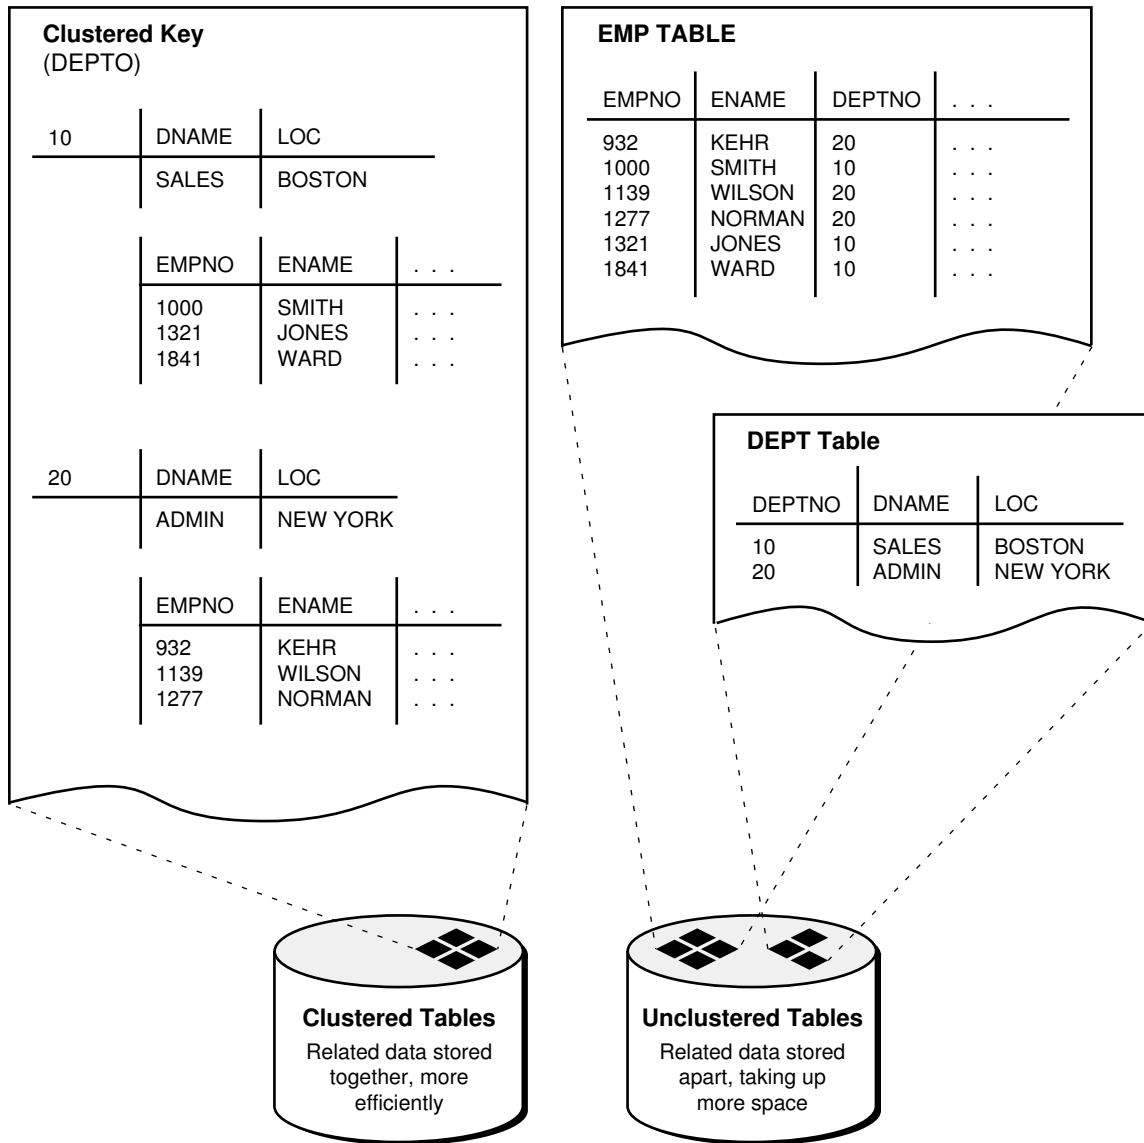 Clustered Key
(DEPTO)
10 DNAME LOC
SALES BOSTON
EMPNO ENAME . . .
1000 SMITH . . .
1321 JONES . . .
1841 WARD . . .
20 DNAME LOC
ADMIN NEW YORK
EMPNO ENAME . . .
932 KEHR . . .
1139 WILSON . . .
1277 NORMAN . . .
EMP TABLE
EMPNO ENAME DEPTNO . . .
932 KEHR 20 . . .
1000 SMITH 10 . . .
1139 WILSON 20 . . .
1277 NORMAN 20 . . .
1321 JONES 10 . . .
1841 WARD 10 . . .
DEPT Table
DEPTNO DNAME LOC
10 SALES BOSTON
20 ADMIN NEW YORK
Clustered Tables
Related data stored
together, more
efficiently
Unclustered Tables
Related data stored
apart, taking up
more space